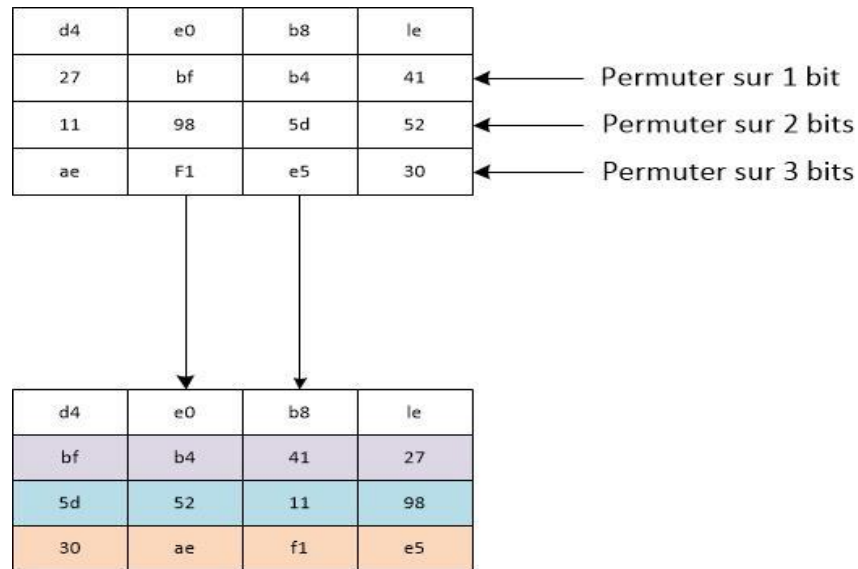 d4 e0 b8 le
27 bf b4 41 Permuter sur 1 bit
11 98 5d 52 Permuter sur 2 bits
ae F1 e5 30 Permuter sur 3 bits
d4 e0 b8 le
bf b4 41 27
5d 52 11 98
30 ae f1 e5